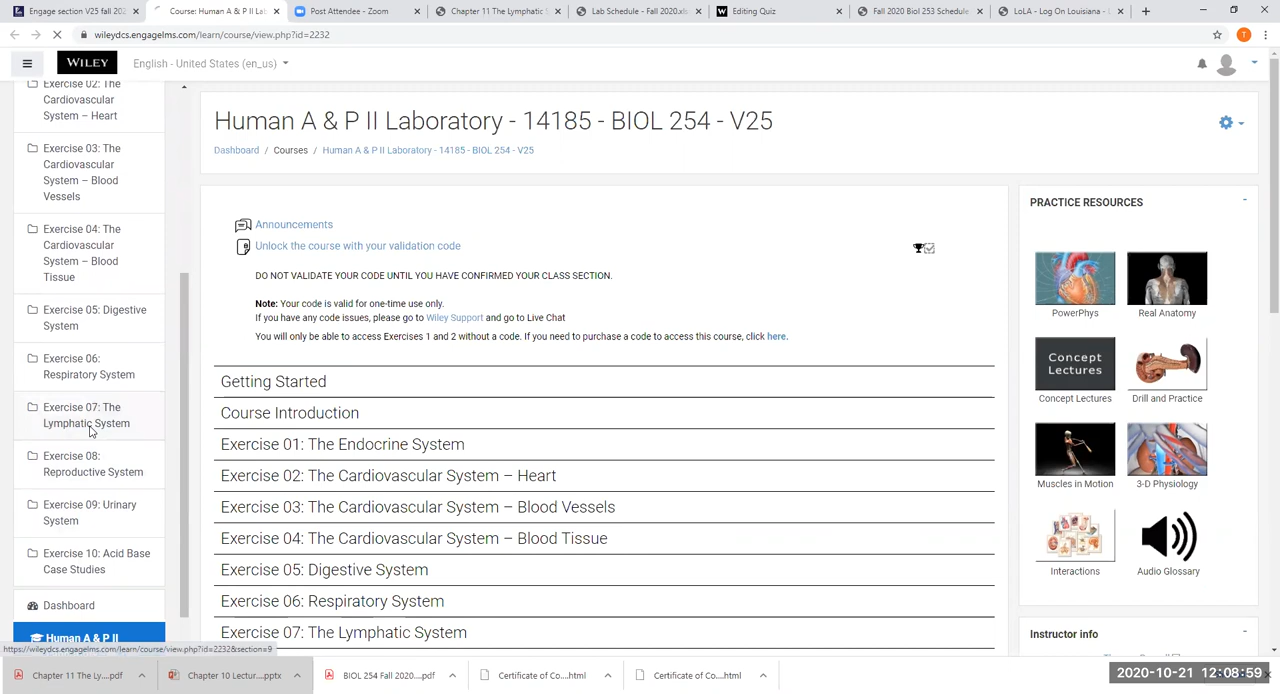 Engage section V25 fall 202
Course: Human A & P II Lab
Post Attendee - Zoom
Chapter 11 The Lymphatic
Lab Schedule - Fall 2020.xls
Editing Quiz
Fall 2020 Biol 253 Schedule
LoLA - Log On Louisiana -
wileydcs.engagelms.com/learn/course/view.php?id=2232
T
WILEY
English - United States (en_us)
Exercise 02: The
Cardiovascular
System – Heart
Exercise 03: The
Cardiovascular
System – Blood
Vessels
Exercise 04: The
Cardiovascular
System – Blood
Tissue
Exercise 05: Digestive
System
Exercise 06:
Respiratory System
Exercise 07: The
Lymphatic System
Exercise 08:
Reproductive System
Exercise 09: Urinary
System
Exercise 10: Acid Base
Case Studies
Dashboard
Human A & P II
https://wileydcs.engagelms.com/learn/course/view.php?id=2232&section=9
Human A & P II Laboratory - 14185 - BIOL 254 - V25
Dashboard / Courses / Human A & P II Laboratory - 14185 - BIOL 254 - V25
Announcements
Unlock the course with your validation code
DO NOT VALIDATE YOUR CODE UNTIL YOU HAVE CONFIRMED YOUR CLASS SECTION.
Note: Your code is valid for one-time use only.
If you have any code issues, please go to Wiley Support and go to Live Chat
You will only be able to access Exercises 1 and 2 without a code. If you need to purchase a code to access this course, click here.
Getting Started
Course Introduction
Exercise 01: The Endocrine System
Exercise 02: The Cardiovascular System – Heart
Exercise 03: The Cardiovascular System – Blood Vessels
Exercise 04: The Cardiovascular System – Blood Tissue
Exercise 05: Digestive System
Exercise 06: Respiratory System
Exercise 07: The Lymphatic System
PRACTICE RESOURCES
PowerPhys
Real Anatomy
Concept
Lectures
Concept Lectures
Drill and Practice
Muscles in Motion
3-D Physiology
Interactions
Audio Glossary
Instructor info
Chapter 11 The Ly....pdf
Chapter 10 Lectur....pptx
BIOL 254 Fall 2020....pdf
Certificate of Co....html
Certificate of Co....html
2020-10-21 12:08:59